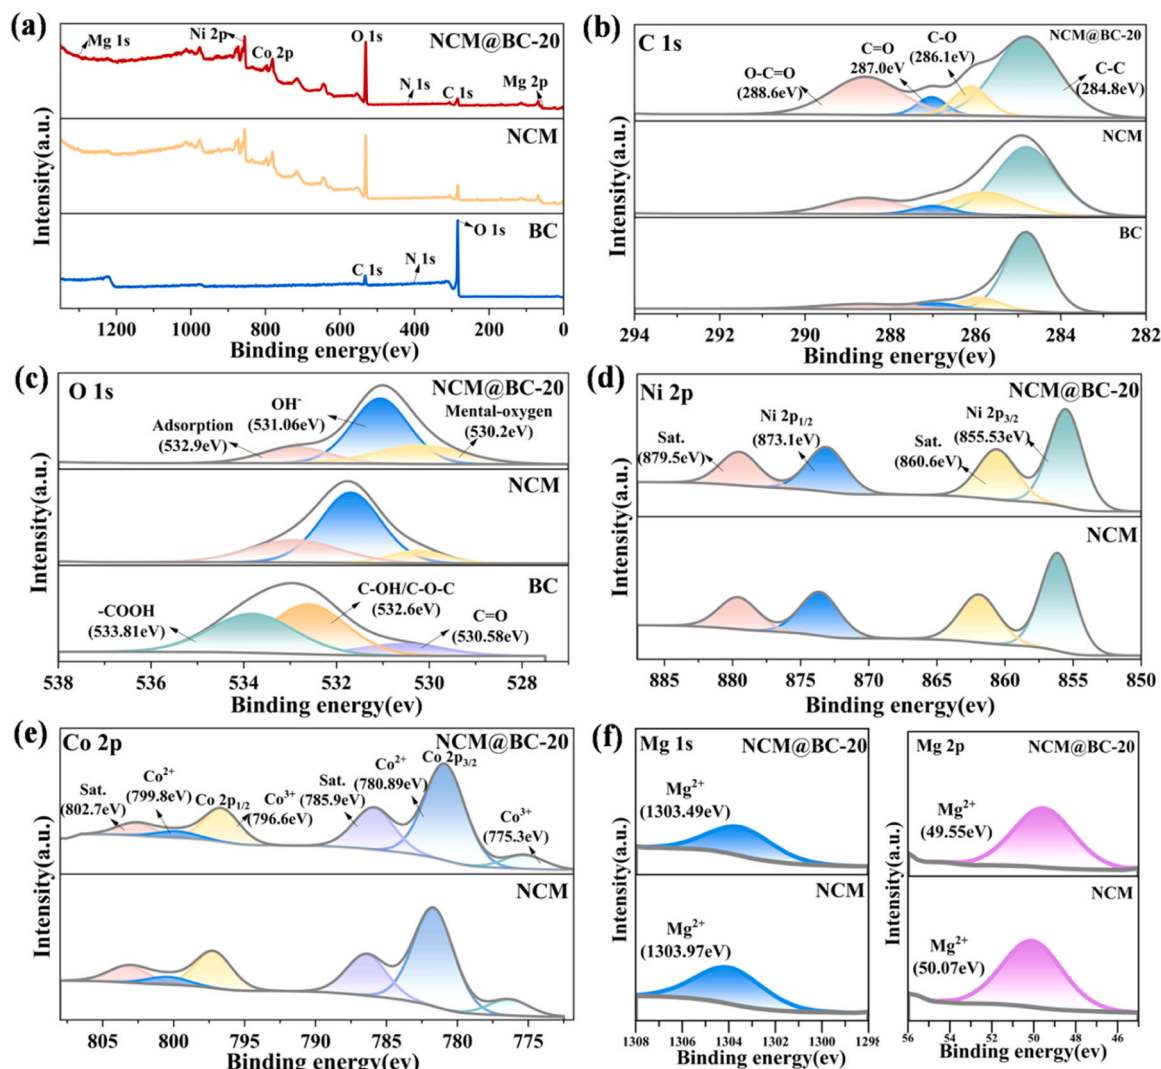 (a)
Mg 1s
Ni 2p
Co 2p
O 1s
NCM@BC-20
N 1s
C 1s
Mg 2p
NCM
BC
O 1s
C 1s
N 1s
Intensity(a.u.)
1200 1000 800 600 400 200 0
Binding energy(ev)
(b)
C 1s
NCM@BC-20
O-C=O
(288.6eV)
C=O
287.0eV)
C-O
(286.1eV)
C-C
(284.8eV)
NCM
BC
Intensity(a.u.)
294 292 290 288 286 284 282
Binding energy(ev)
(c)
O 1s
NCM@BC-20
Adsorption
(532.9eV)
OH⁻
(531.06eV)
Mental-oxygen
(530.2eV)
NCM
BC
-COOH
(533.81eV)
C-OH/C-O-C
(532.6eV)
C=O
(530.58eV)
Intensity(a.u.)
538 536 534 532 530 528
Binding energy(ev)
(d)
Ni 2p
NCM@BC-20
Sat.
(879.5eV)
Ni 2p₁/₂
(873.1eV)
Sat.
(860.6eV)
Ni 2p₃/₂
(855.53eV)
NCM
Intensity(a.u.)
885 880 875 870 865 860 855 850
Binding energy(ev)
(e)
Co 2p
NCM@BC-20
Sat.
(802.7eV)
Co²⁺
(799.8eV)
Co 2p₁/₂
Co³⁺
(796.6eV)
Sat.
(785.9eV)
Co²⁺
(780.89eV)
Co 2p₃/₂
Co³⁺
(775.3eV)
NCM
Intensity(a.u.)
805 800 795 790 785 780 775
Binding energy(ev)
(f)
Mg 1s
NCM@BC-20
Mg²⁺
(1303.49eV)
NCM
Mg²⁺
(1303.97eV)
Intensity(a.u.)
1308 1306 1304 1302 1300 1298
Binding energy(ev)
Mg 2p
NCM@BC-20
Mg²⁺
(49.55eV)
NCM
Mg²⁺
(50.07eV)
Intensity(a.u.)
56 54 52 50 48 46
Binding energy(ev)